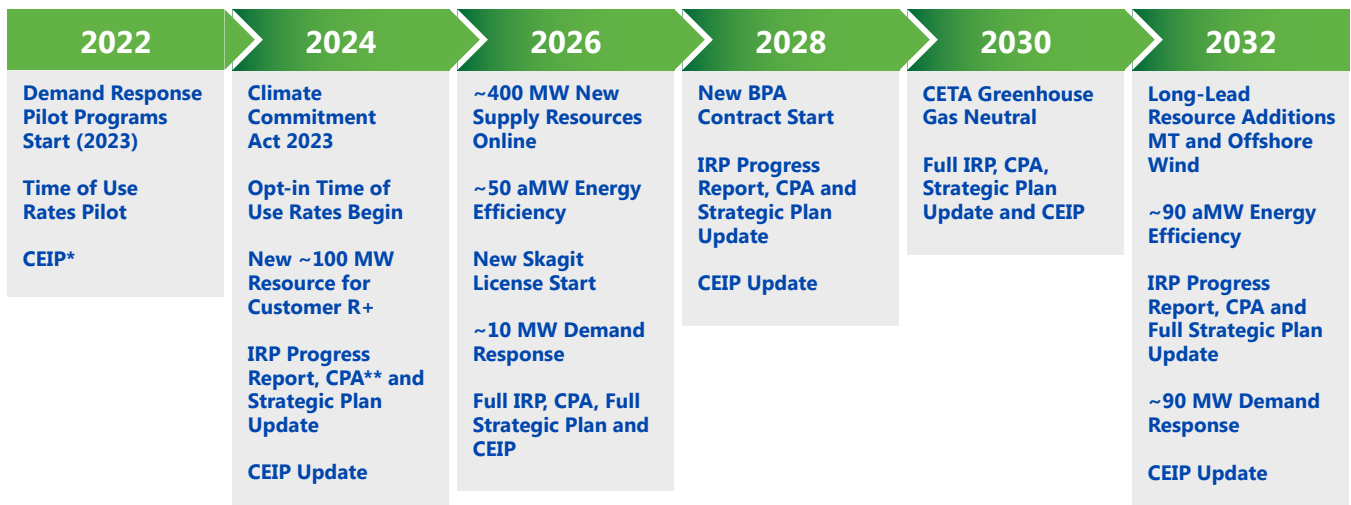 2022
Demand Response
Pilot Programs
Start (2023)
Time of Use
Rates Pilot
CEIP*
2024
Climate
Commitment
Act 2023
Opt-in Time of
Use Rates Begin
New ~100 MW
Resource for
Customer R+
IRP Progress
Report, CPA** and
Strategic Plan
Update
CEIP Update
2026
~400 MW New
Supply Resources
Online
~50 aMW Energy
Efficiency
New Skagit
License Start
~10 MW Demand
Response
Full IRP, CPA, Full
Strategic Plan and
CEIP
2028
New BPA
Contract Start
IRP Progress
Report, CPA and
Strategic Plan
Update
CEIP Update
2030
CETA Greenhouse
Gas Neutral
Full IRP, CPA,
Strategic Plan
Update and CEIP
2032
Long-Lead
Resource Additions
MT and Offshore
Wind
~90 aMW Energy
Efficiency
IRP Progress
Report, CPA and
Full Strategic Plan
Update
~90 MW Demand
Response
CEIP Update